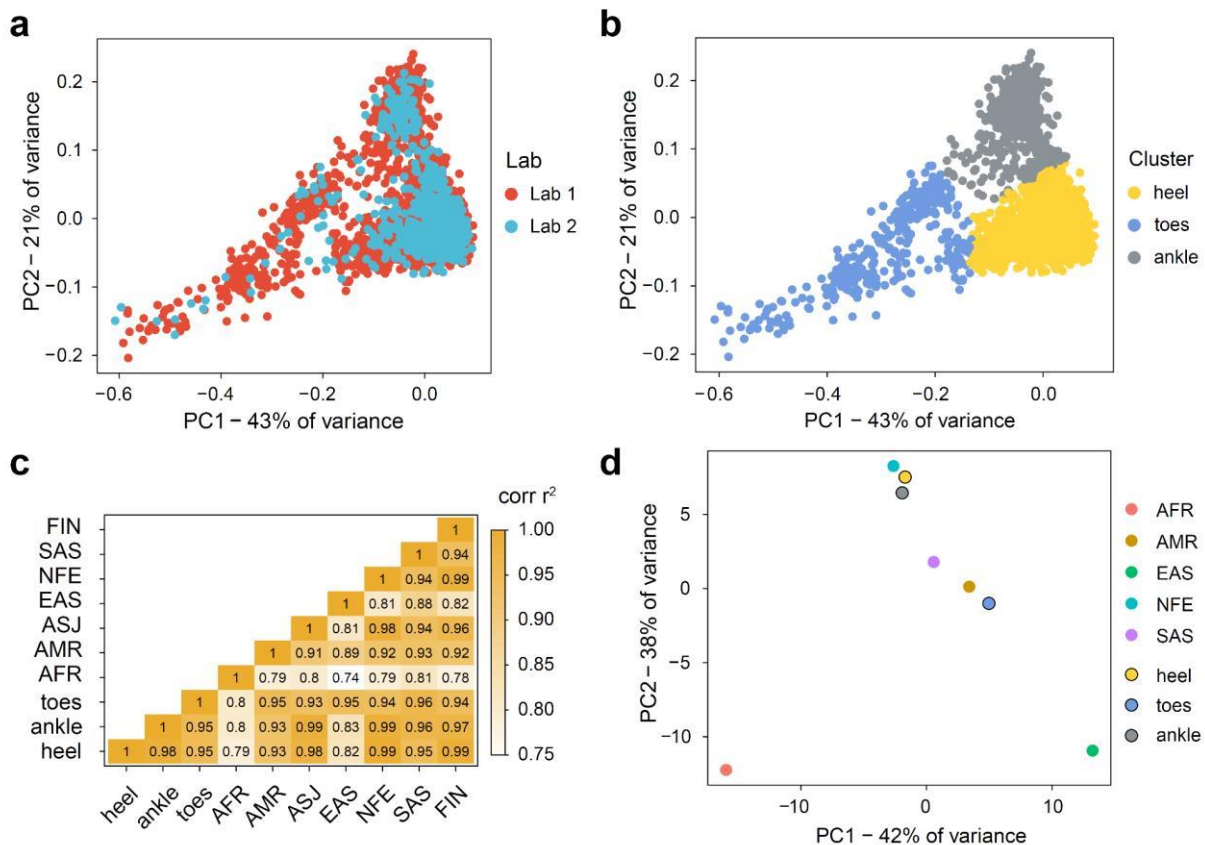 a
PC2 – 21% of variance
0.2
0.1
0.0
−0.1
−0.2
−0.6
−0.4
−0.2
0.0
PC1 – 43% of variance
Lab
Lab 1
Lab 2
b
PC2 – 21% of variance
0.2
0.1
0.0
−0.1
−0.2
−0.6
−0.4
−0.2
0.0
PC1 – 43% of variance
Cluster
heel
toes
ankle
c
FIN 1
SAS 1 0.94
NFE 1 0.94 0.99
EAS 1 0.81 0.88 0.82
ASJ 1 0.81 0.98 0.94 0.96
AMR 1 0.91 0.89 0.92 0.93 0.92
AFR 1 0.79 0.8 0.74 0.79 0.81 0.78
toes 1 0.8 0.95 0.93 0.95 0.94 0.96 0.94
ankle 1 0.95 0.8 0.93 0.99 0.83 0.99 0.96 0.97
heel 1 0.98 0.95 0.79 0.93 0.98 0.82 0.99 0.95 0.99
heel ankle toes AFR AMR ASJ EAS NFE SAS FIN
corr r²
1.00
0.95
0.90
0.85
0.80
0.75
d
PC2 – 38% of variance
5
0
−5
−10
−10
0
10
PC1 – 42% of variance
AFR
AMR
EAS
NFE
SAS
heel
toes
ankle